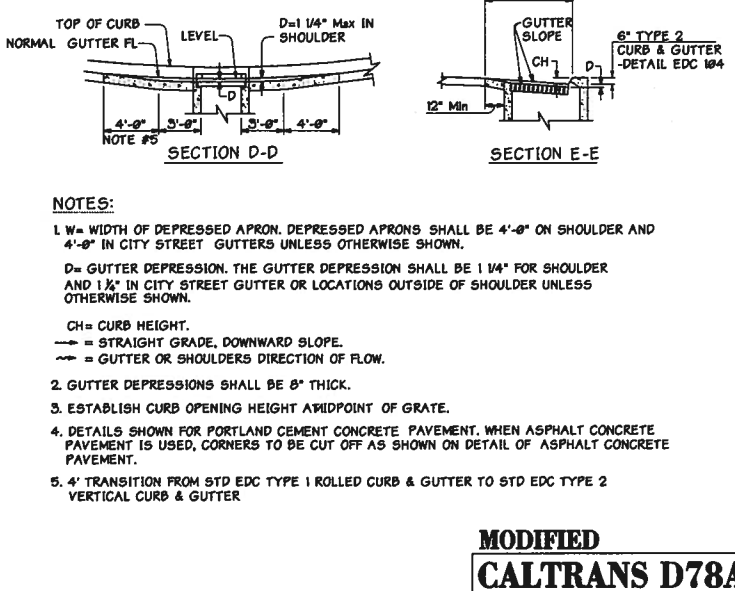 TOP OF CURB
NORMAL GUTTER FL
LEVEL
D=1 1/4" Max IN
SHOULDER
D
4'-0"
3'-0"
3'-0"
4'-0"
NOTE #5
SECTION D-D
GUTTER
SLOPE
CH
D
6" TYPE 2
CURB & GUTTER
-DETAIL EDC 104
12" Min
SECTION E-E
NOTES:
1. W= WIDTH OF DEPRESSED APRON. DEPRESSED APRONS SHALL BE 4'-0" ON SHOULDER AND
4'-0" IN CITY STREET GUTTERS UNLESS OTHERWISE SHOWN.
D= GUTTER DEPRESSION. THE GUTTER DEPRESSION SHALL BE 1 1/4" FOR SHOULDER
AND 1 ¼" IN CITY STREET GUTTER OR LOCATIONS OUTSIDE OF SHOULDER UNLESS
OTHERWISE SHOWN.
CH= CURB HEIGHT.
= STRAIGHT GRADE, DOWNWARD SLOPE.
= GUTTER OR SHOULDERS DIRECTION OF FLOW.
2. GUTTER DEPRESSIONS SHALL BE 8" THICK.
3. ESTABLISH CURB OPENING HEIGHT AT MIDPOINT OF GRATE.
4. DETAILS SHOWN FOR PORTLAND CEMENT CONCRETE PAVEMENT. WHEN ASPHALT CONCRETE
PAVEMENT IS USED, CORNERS TO BE CUT OFF AS SHOWN ON DETAIL OF ASPHALT CONCRETE
PAVEMENT.
5. 4' TRANSITION FROM STD EDC TYPE 1 ROLLED CURB & GUTTER TO STD EDC TYPE 2
VERTICAL CURB & GUTTER
MODIFIED
CALTRANS D78A